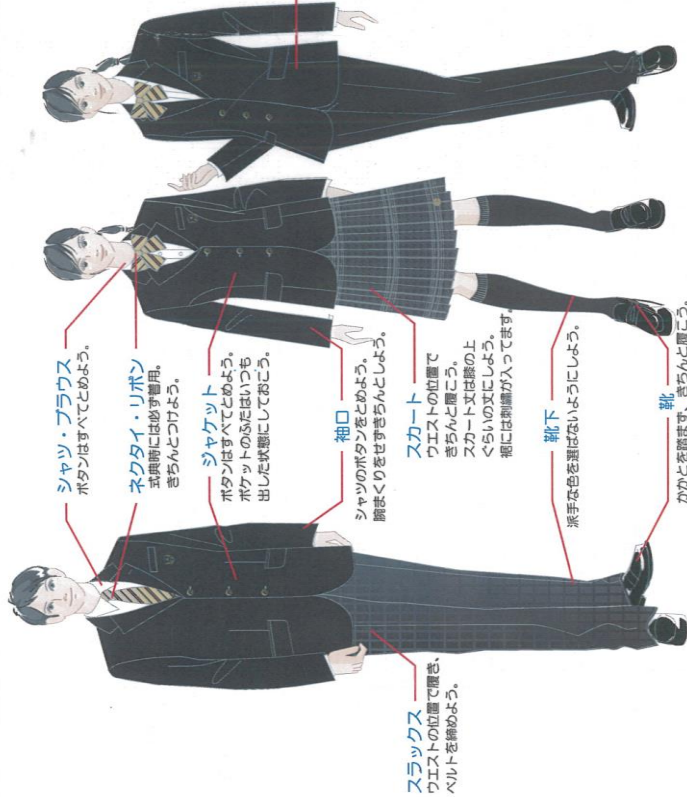 シャツ・ブラウス
ボタンはすべてとめよう。
ネクタイ・リボン
式典時には必ず着用。
きちんとつけよう。
ジャケット
ボタンはすべてとめよう。
ポケットのふたはいつも
出した状態にしておこう。
袖口
シャツのボタンをとめよう。
腕まくりをせずきちんとしよう。
スカート
ウエストの位置で
きちんと履こう。
スカート丈は膝の上
ぐらいの丈にしよう。
裾には刺繍が入ってます。
靴下
派手な色を選ばないようにしよう。
靴
かかとを踏まず、きちんと履こう。
スラックス
ウエストの位置で履き、
ベルトを締めよう。